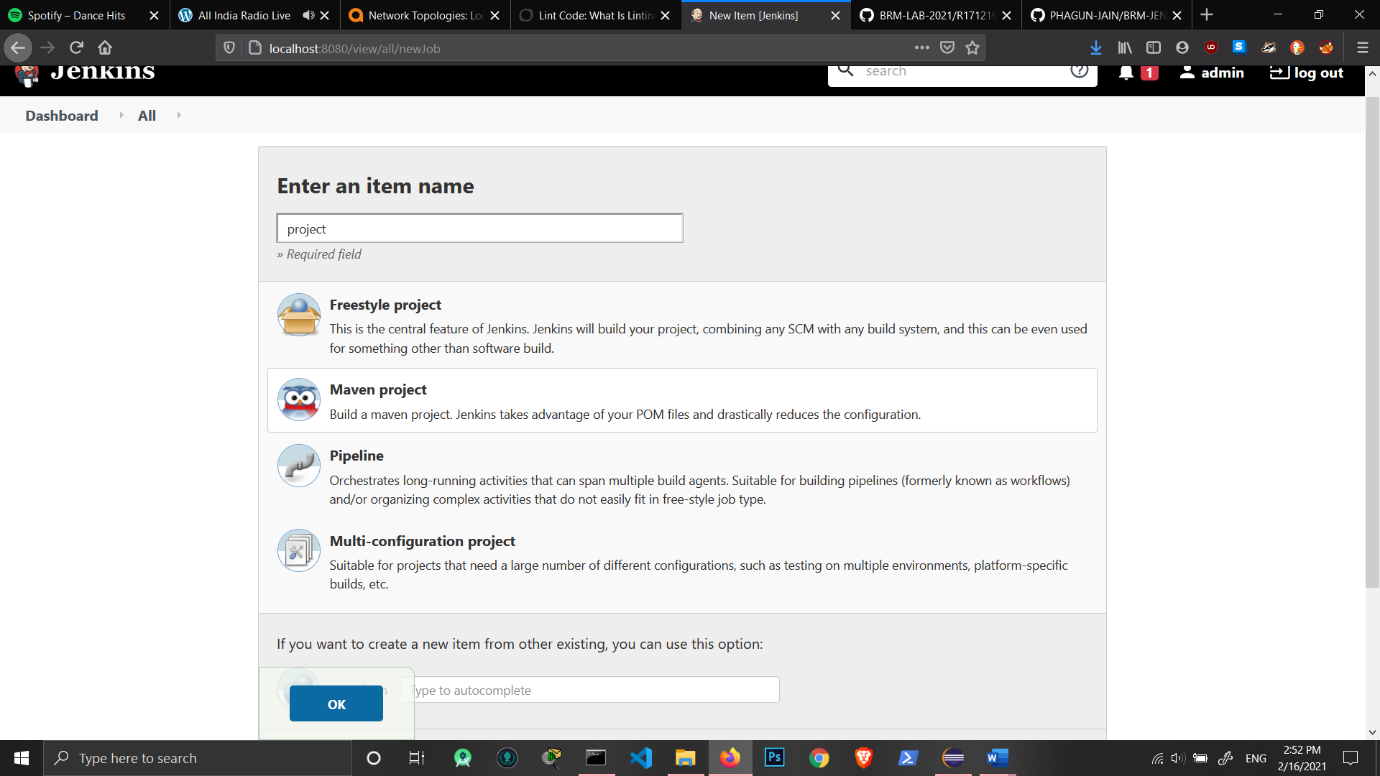 Spotify – Dance Hits
All India Radio Live
Network Topologies: Lo
Lint Code: What Is Lintin
New Item [Jenkins]
BRM-LAB-2021/R171219
PHAGUN-JAIN/BRM-JEN
localhost:8080/view/all/newJob
Jenkins
search
1
admin
log out
Dashboard
All
Enter an item name
project
» Required field
Freestyle project
This is the central feature of Jenkins. Jenkins will build your project, combining any SCM with any build system, and this can be even used
for something other than software build.
Maven project
Build a maven project. Jenkins takes advantage of your POM files and drastically reduces the configuration.
Pipeline
Orchestrates long-running activities that can span multiple build agents. Suitable for building pipelines (formerly known as workflows)
and/or organizing complex activities that do not easily fit in free-style job type.
Multi-configuration project
Suitable for projects that need a large number of different configurations, such as testing on multiple environments, platform-specific
builds, etc.
If you want to create a new item from other existing, you can use this option:
Type to autocomplete
OK
Type here to search
Ps
ENG
2:52 PM
2/16/2021